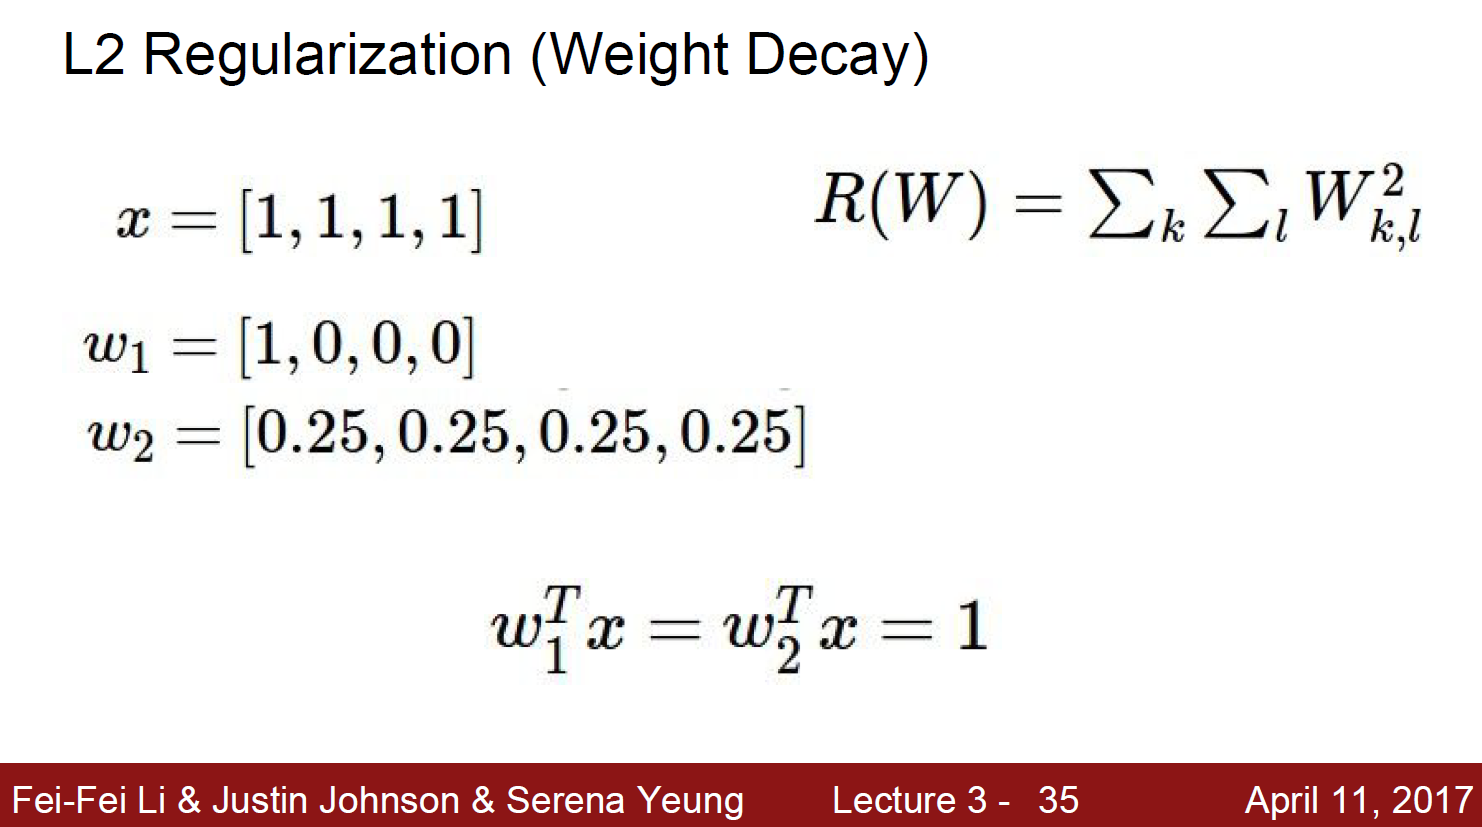 L2 Regularization (Weight Decay)
x = [1, 1, 1, 1]
R(W) = ∑_k ∑_l W_{k,l}^2
w_1 = [1, 0, 0, 0]
w_2 = [0.25, 0.25, 0.25, 0.25]
w_1^T x = w_2^T x = 1
Fei-Fei Li & Justin Johnson & Serena Yeung Lecture 3 - 35 April 11, 2017